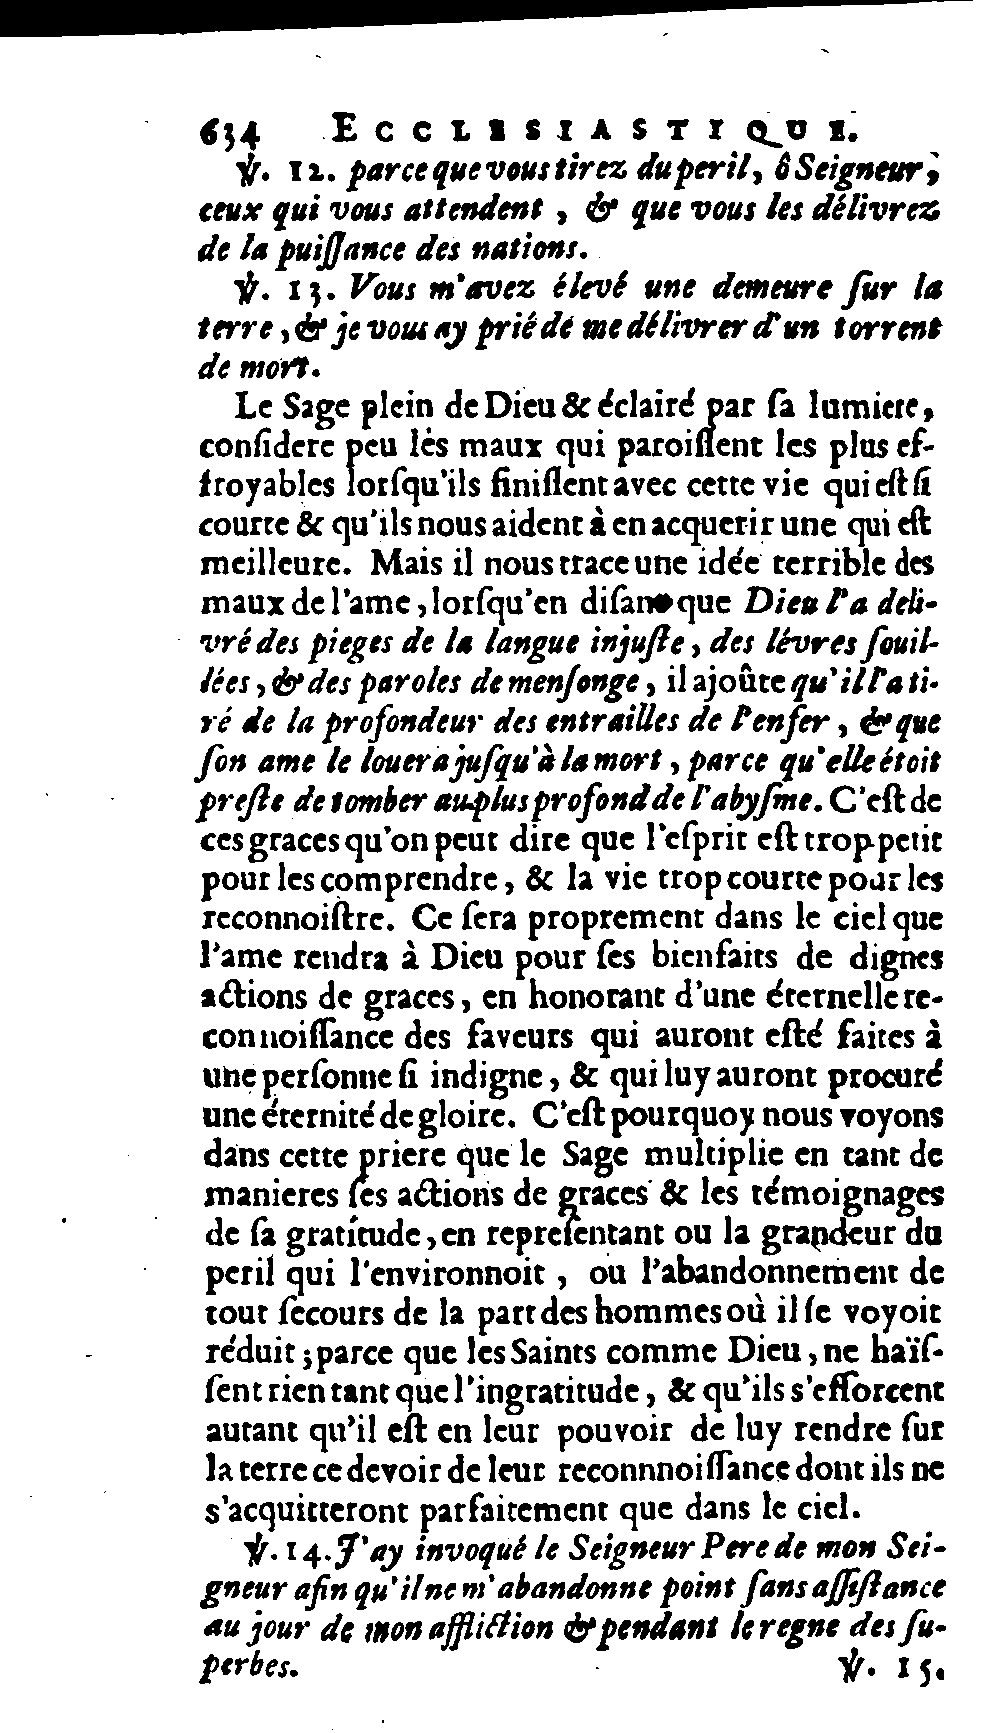 634 ECCLESIASTIQUE.
℣. 12. parce que vous tirez du peril, ô Seigneur,
ceux qui vous attendent, & que vous les délivrez
de la puiſſance des nations.
℣. 13. Vous m'avez élevé une demeure ſur la
terre, & je vous ay prié de me délivrer d'un torrent
de mort.
Le Sage plein de Dieu & éclairé par ſa lumiere,
conſidere peu les maux qui paroiſſent les plus ef-
froyables lorſqu'ils finiſſent avec cette vie qui eſt ſi
courte & qu'ils nous aident à en acquerir une qui eſt
meilleure. Mais il nous trace une idée terrible des
maux de l'ame, lorſqu'en diſant que Dieu l'a deli-
vré des pieges de la langue injuſte, des lévres ſouil-
lées, & des paroles de menſonge, il ajoûte qu'il l'a ti-
ré de la profondeur des entrailles de l'enfer, & que
ſon ame le louera juſqu'à la mort, parce qu'elle étoit
preſte de tomber au plus profond de l'abyſme. C'eſt de
ces graces qu'on peut dire que l'eſprit eſt trop petit
pour les comprendre, & la vie trop courte pour les
reconnoiſtre. Ce ſera proprement dans le ciel que
l'ame rendra à Dieu pour ſes bienfaits de dignes
actions de graces, en honorant d'une éternelle re-
connoiſſance des faveurs qui auront eſté faites à
une perſonne ſi indigne, & qui luy auront procuré
une éternité de gloire. C'eſt pourquoy nous voyons
dans cette priere que le Sage multiplie en tant de
manieres ſes actions de graces & les témoignages
de ſa gratitude, en repreſentant ou la grandeur du
peril qui l'environnoit, ou l'abandonnement de
tout ſecours de la part des hommes où il ſe voyoit
réduit; parce que les Saints comme Dieu, ne haïſ-
ſent rien tant que l'ingratitude, & qu'ils s'efforcent
autant qu'il eſt en leur pouvoir de luy rendre ſur
la terre ce devoir de leur reconnnoiſſance dont ils ne
s'acquitteront parfaitement que dans le ciel.
℣. 14. J'ay invoqué le Seigneur Pere de mon Sei-
gneur afin qu'il ne m'abandonne point ſans aſſiſtance
au jour de mon affliction & pendant le regne des ſu-
perbes. ℣. 15.